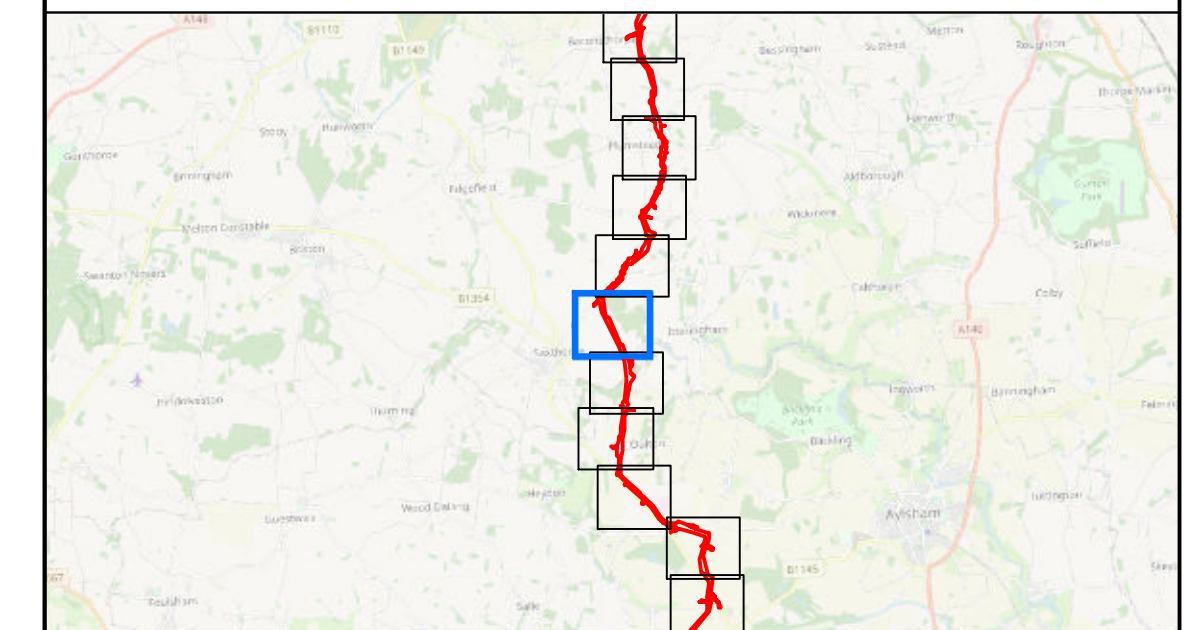 A148
B1110
B1149
Bessingham
Sustead
Metton
Roughton
Thorpe Market
Stody
Hunworth
Hanworth
Gunthorpe
Plumstead
Briningham
Edgefield
Aldborough
Gunton
Park
Melton Constable
Wickmere
Briston
Suffield
Swanton Novers
Calthorpe
Colby
B1354
Itteringham
A140
Saxthorpe
Hindolveston
Thurning
Ingworth
Banningham
Blickling
Park
Oulton
Blickling
Heydon
Wood Dalling
Guestwick
Aylsham
Tuttington
B1145
Foulsham
Salle